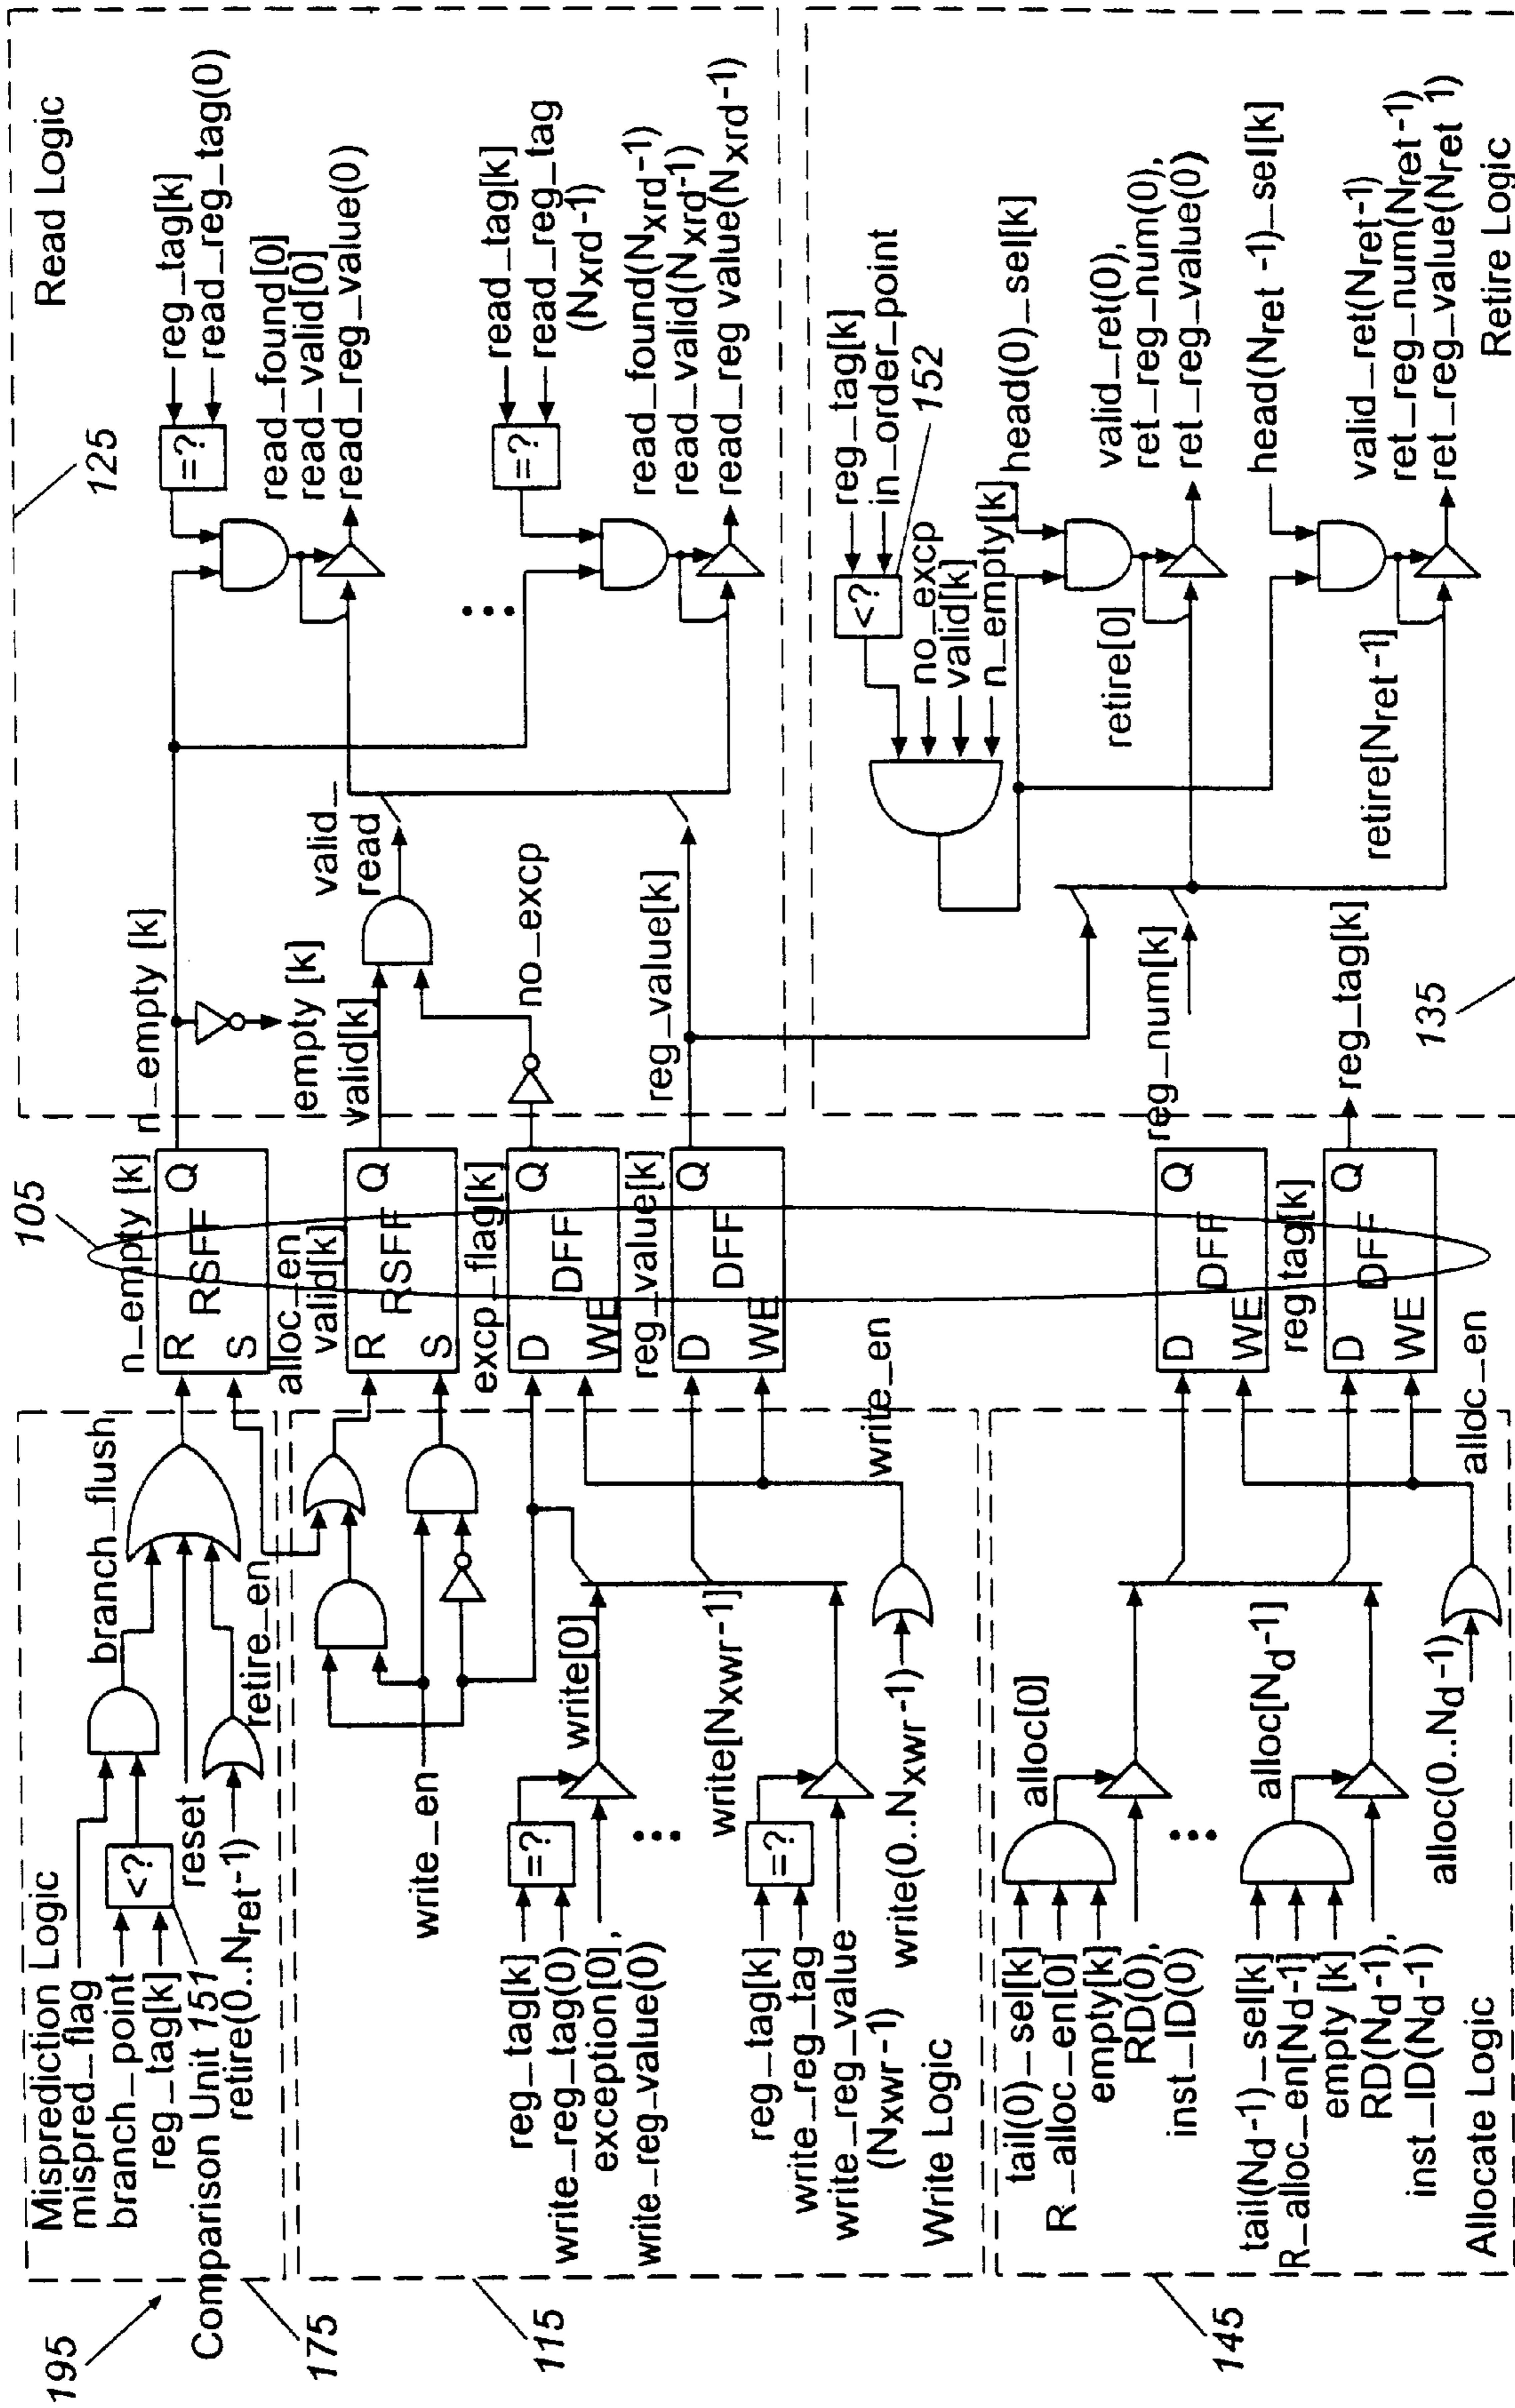 195
Misprediction Logic
mispred_flag
branch_point
reg_tag[k]
Comparison Unit 151
retire(0..Nret-1)
175
<?
reset
branch_flush
retire_en
n_empty [k]
R
RSFF
Q
S
105
alloc_en
valid[k]
R
RSFF
Q
S
excp_flag[k]
D
DFF
Q
WE
reg_value[k]
D
DFF
Q
WE
write_en
write_en
reg_tag[k]
write_reg_tag(0)
exception[0],
write_reg_value(0)
=?
write[0]
write[Nxwr-1]
reg_tag[k]
write_reg_tag
write_reg_value
(Nxwr-1)
=?
write(0..Nxwr-1)
Write Logic
115
tail(0)_sel[k]
R_alloc_en[0]
empty[k]
RD(0),
inst_ID(0)
alloc[0]
tail(Nd-1)_sel[k]
R_alloc_en[Nd-1]
empty [k]
RD(Nd-1),
inst_ID(Nd-1)
alloc[Nd-1]
alloc(0..Nd-1)
alloc_en
Allocate Logic
145
D
DFF
Q
WE
reg_tag[k]
D
DFF
Q
WE
Read Logic
125
n_empty [k]
empty [k]
valid[k]
valid_
read
no_excp
reg_value[k]
=?
reg_tag[k]
read_reg_tag(0)
read_found[0]
read_valid[0]
read_reg_value(0)
=?
read_tag[k]
read_reg_tag
(Nxrd-1)
read_found(Nxrd-1)
read_valid(Nxrd-1)
read_reg value(Nxrd-1)
<?
reg_tag[k]
in_order_point
152
no_excp
valid[k]
n_empty[k]
head(0)_sel[k]
retire[0]
valid_ret(0),
ret_reg_num(0),
ret_reg_value(0)
head(Nret -1)_sel[k]
retire[Nret-1]
valid_ret(Nret-1)
ret_reg_num(Nret-1)
ret_reg_value(Nret 1)
reg_num[k]
reg_tag[k]
135
Retire Logic